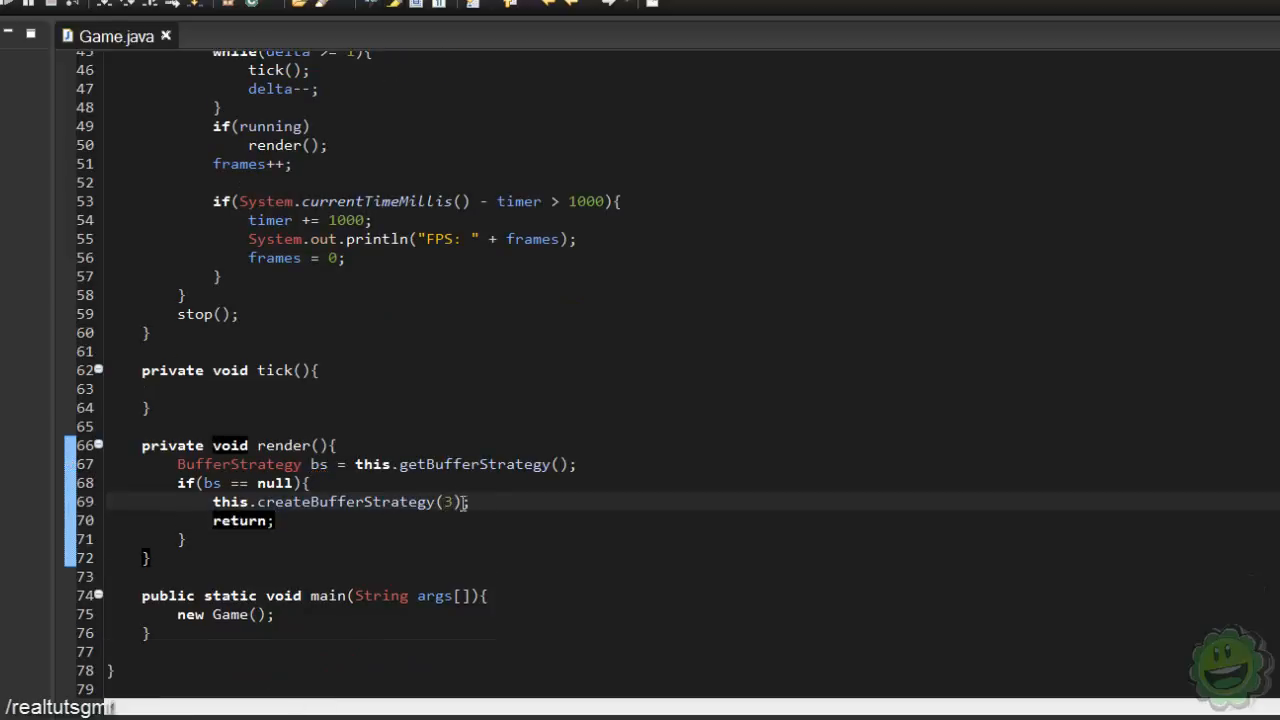 Game.java
45 while(delta >= 1){
46 tick();
47 delta--;
48 }
49 if(running)
50 render();
51 frames++;
52
53 if(System.currentTimeMillis() - timer > 1000){
54 timer += 1000;
55 System.out.println("FPS: " + frames);
56 frames = 0;
57 }
58 }
59 stop();
60 }
61
62 private void tick(){
63
64 }
65
66 private void render(){
67 BufferStrategy bs = this.getBufferStrategy();
68 if(bs == null){
69 this.createBufferStrategy(3);
70 return;
71 }
72 }
73
74 public static void main(String args[]){
75 new Game();
76 }
77
78 }
79
/realtutsgml